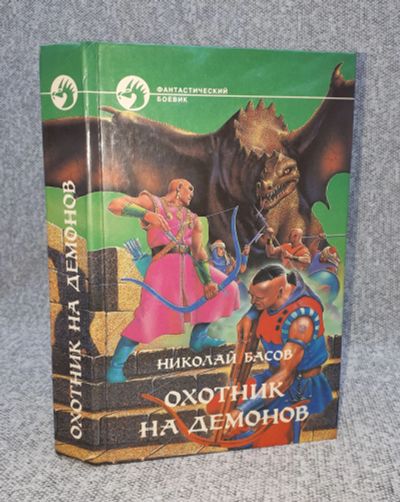 ФАНТАСТИЧЕСКИЙ
БОЕВИК
НИКОЛАЙ БАСОВ
ОХОТНИК
НА ДЕМОНОВ
ОХОТНИК НА ДЕМОНОВ